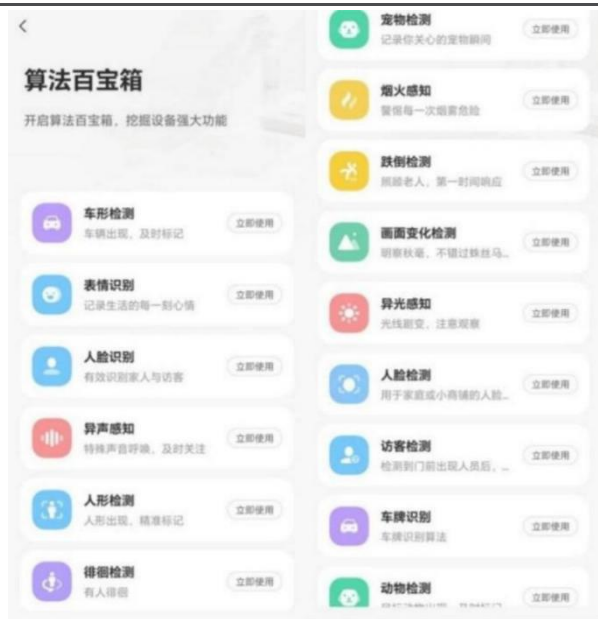 算法百宝箱
开启算法百宝箱，挖掘设备强大功能
车形检测
车辆出现，及时标记
立即使用
表情识别
记录生活的每一刻心情
立即使用
人脸识别
有效识别家人与访客
立即使用
异声感知
特殊声音呼唤，及时关注
立即使用
人形检测
人形出现，精准标记
立即使用
徘徊检测
有人徘徊
立即使用
宠物检测
记录你关心的宠物瞬间
立即使用
烟火感知
警惕每一次烟雾危险
立即使用
跌倒检测
照顾老人，第一时间响应
立即使用
画面变化检测
明察秋毫，不错过蛛丝马...
立即使用
异光感知
光线剧变，注意观察
立即使用
人脸检测
用于家庭或小商铺的人脸...
立即使用
访客检测
检测到门前出现人员后，...
立即使用
车牌识别
车牌识别算法
立即使用
动物检测
立即使用